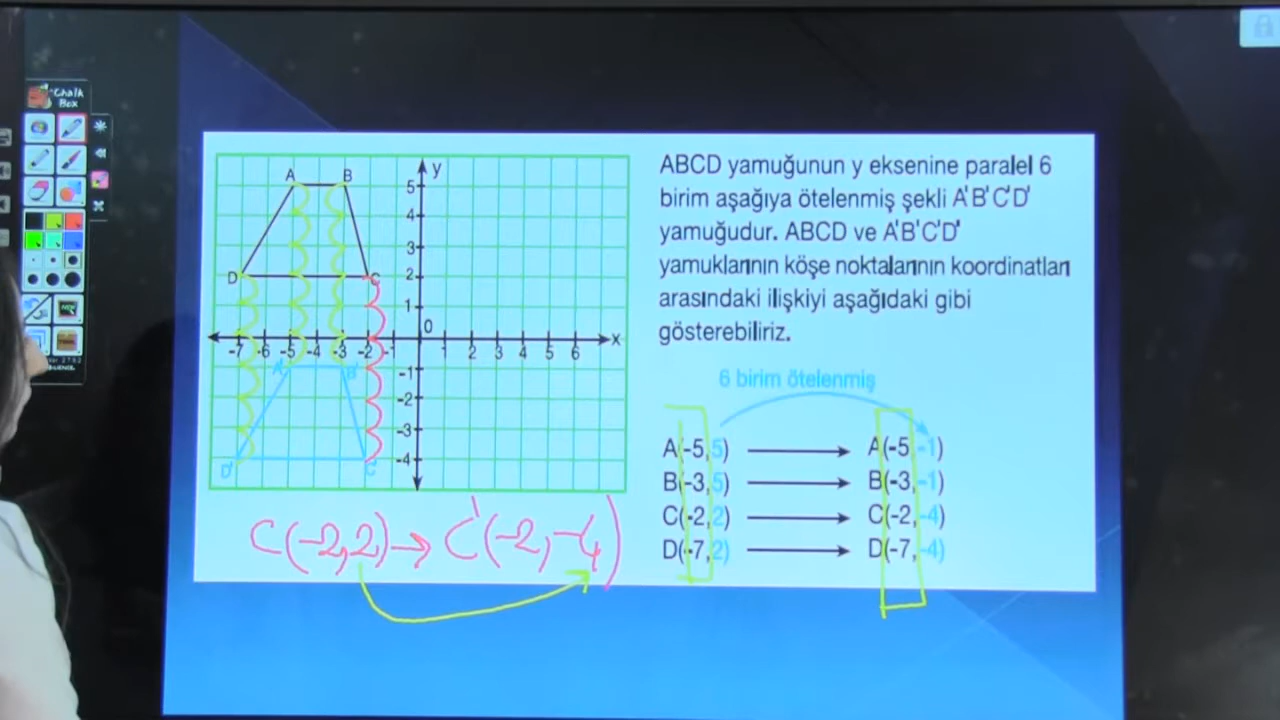 Chalk
Box
A B y
5
4
D C 3
2
1
0
-7 -6 -5 -4 -3 -2 -1 1 2 3 4 5 6 x
A' B' -1
-2
-3
D' C' -4
C(-2,2)→C'(-2,-4)
ABCD yamuğunun y eksenine paralel 6
birim aşağıya ötelenmiş şekli A'B'C'D'
yamuğudur. ABCD ve A'B'C'D'
yamuklarının köşe noktalarının koordinatları
arasındaki ilişkiyi aşağıdaki gibi
gösterebiliriz.
6 birim ötelenmiş
A(-5,5) → A(-5,-1)
B(-3,5) → B(-3,-1)
C(-2,2) → C(-2,-4)
D(-7,2) → D(-7,-4)